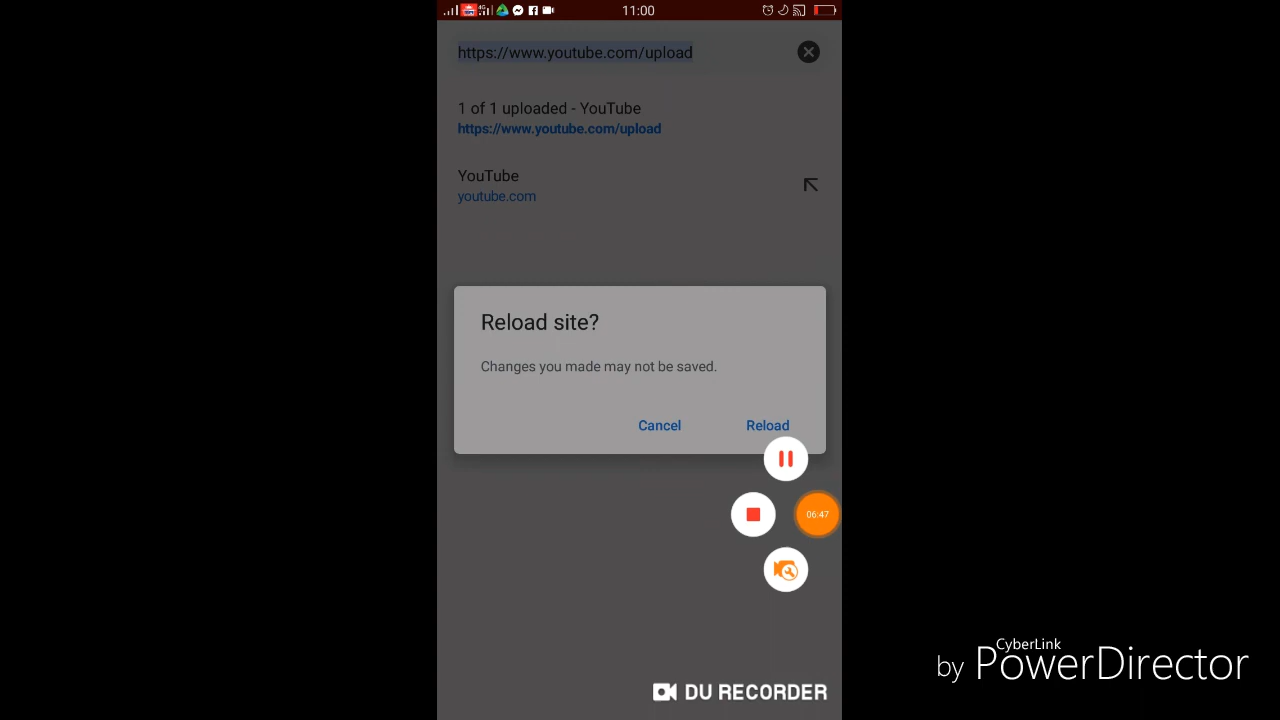 11:00
https://www.youtube.com/upload
1 of 1 uploaded - YouTube
https://www.youtube.com/upload
YouTube
youtube.com
Reload site?
Changes you made may not be saved.
Cancel Reload
06:47
DU RECORDER
CyberLink
by PowerDirector